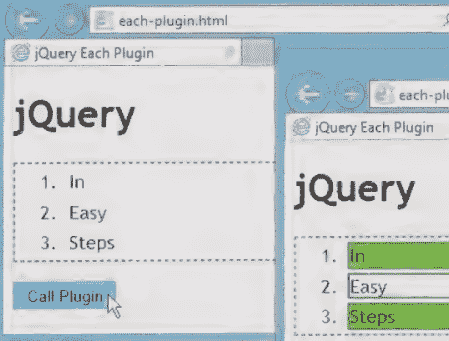 each-plugin.html
jQuery Each Plugin
jQuery
1. In
2. Easy
3. Steps
Call Plugin
each-plu
jQuery Each Plugin
jQuery
1. In
2. Easy
3. Steps